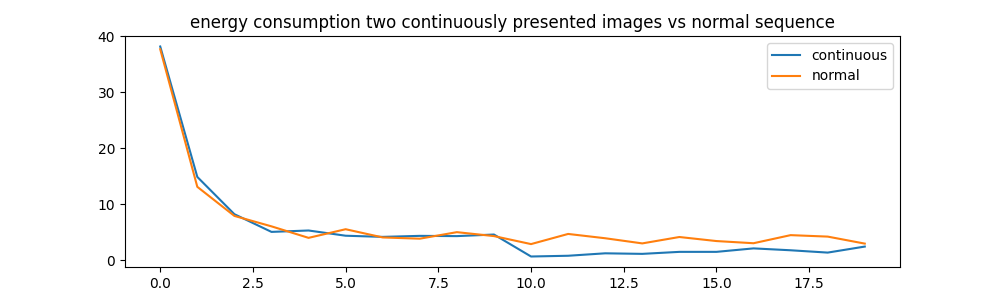 energy consumption two continuously presented images vs normal sequence
continuous
normal
40
30
20
10
0
0.0 2.5 5.0 7.5 10.0 12.5 15.0 17.5